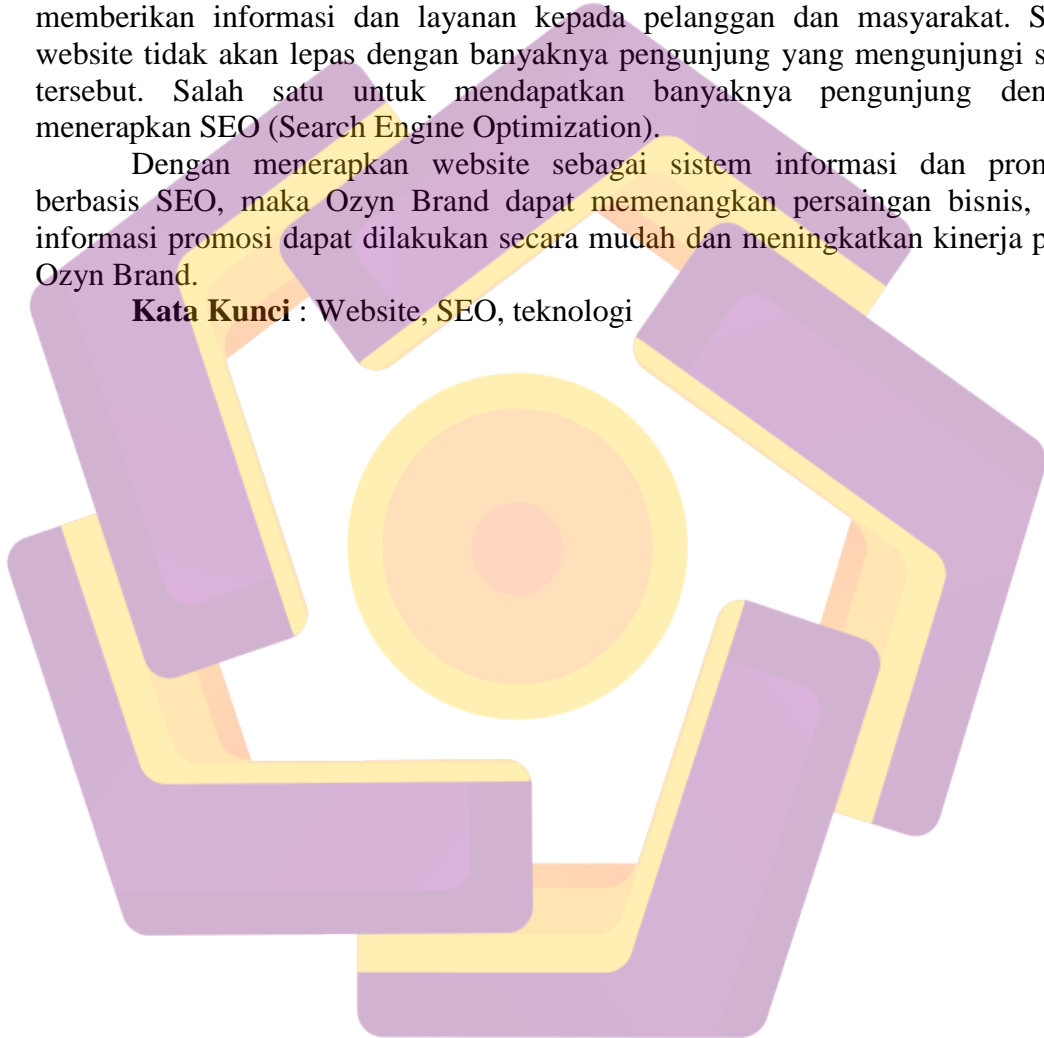 memberikan informasi dan layanan kepada pelanggan dan masyarakat. S
website tidak akan lepas dengan banyaknya pengunjung yang mengunjungi s
tersebut. Salah satu untuk mendapatkan banyaknya pengunjung den
menerapkan SEO (Search Engine Optimization).
Dengan menerapkan website sebagai sistem informasi dan prom
berbasis SEO, maka Ozyn Brand dapat memenangkan persaingan bisnis,
informasi promosi dapat dilakukan secara mudah dan meningkatkan kinerja p
Ozyn Brand.
Kata Kunci : Website, SEO, teknologi